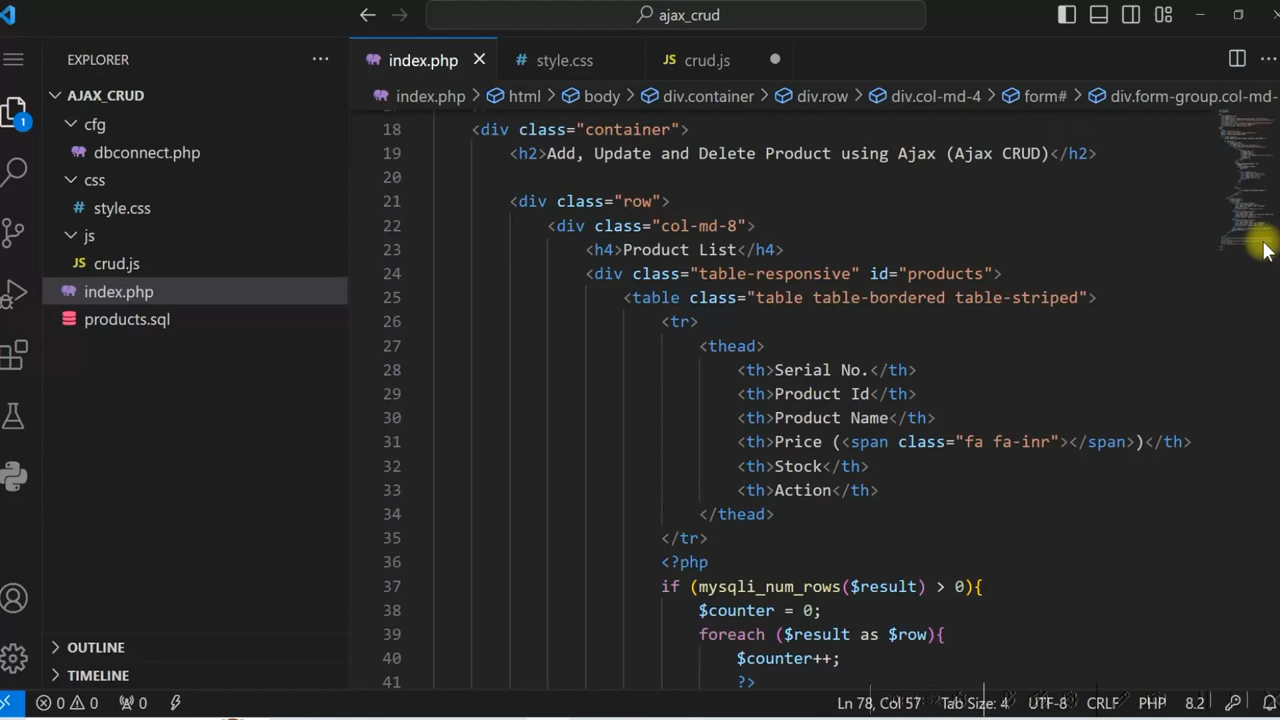 ajax_crud
EXPLORER
AJAX_CRUD
cfg
dbconnect.php
css
# style.css
js
JS crud.js
index.php
products.sql
OUTLINE
TIMELINE
1
index.php
# style.css
JS crud.js
index.php > html > body > div.container > div.row > div.col-md-4 > form# > div.form-group.col-md-
18 <div class="container">
19 <h2>Add, Update and Delete Product using Ajax (Ajax CRUD)</h2>
20
21 <div class="row">
22 <div class="col-md-8">
23 <h4>Product List</h4>
24 <div class="table-responsive" id="products">
25 <table class="table table-bordered table-striped">
26 <tr>
27 <thead>
28 <th>Serial No.</th>
29 <th>Product Id</th>
30 <th>Product Name</th>
31 <th>Price (<span class="fa fa-inr"></span>)</th>
32 <th>Stock</th>
33 <th>Action</th>
34 </thead>
35 </tr>
36 <?php
37 if (mysqli_num_rows($result) > 0){
38 $counter = 0;
39 foreach ($result as $row){
40 $counter++;
41 ?>
0 0 0 Ln 78, Col 57 Tab Size: 4 UTF-8 CRLF PHP 8.2